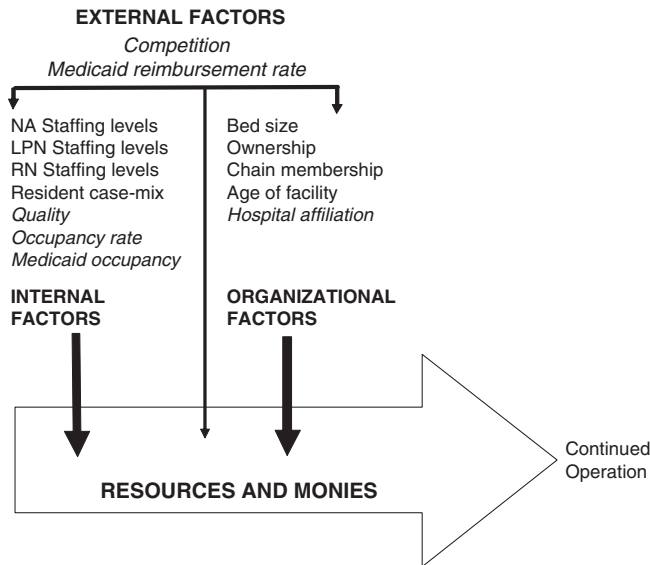 EXTERNAL FACTORS
Competition
Medicaid reimbursement rate
NA Staffing levels
LPN Staffing levels
RN Staffing levels
Resident case-mix
Quality
Occupancy rate
Medicaid occupancy
INTERNAL
FACTORS
Bed size
Ownership
Chain membership
Age of facility
Hospital affiliation
ORGANIZATIONAL
FACTORS
RESOURCES AND MONIES
Continued
Operation